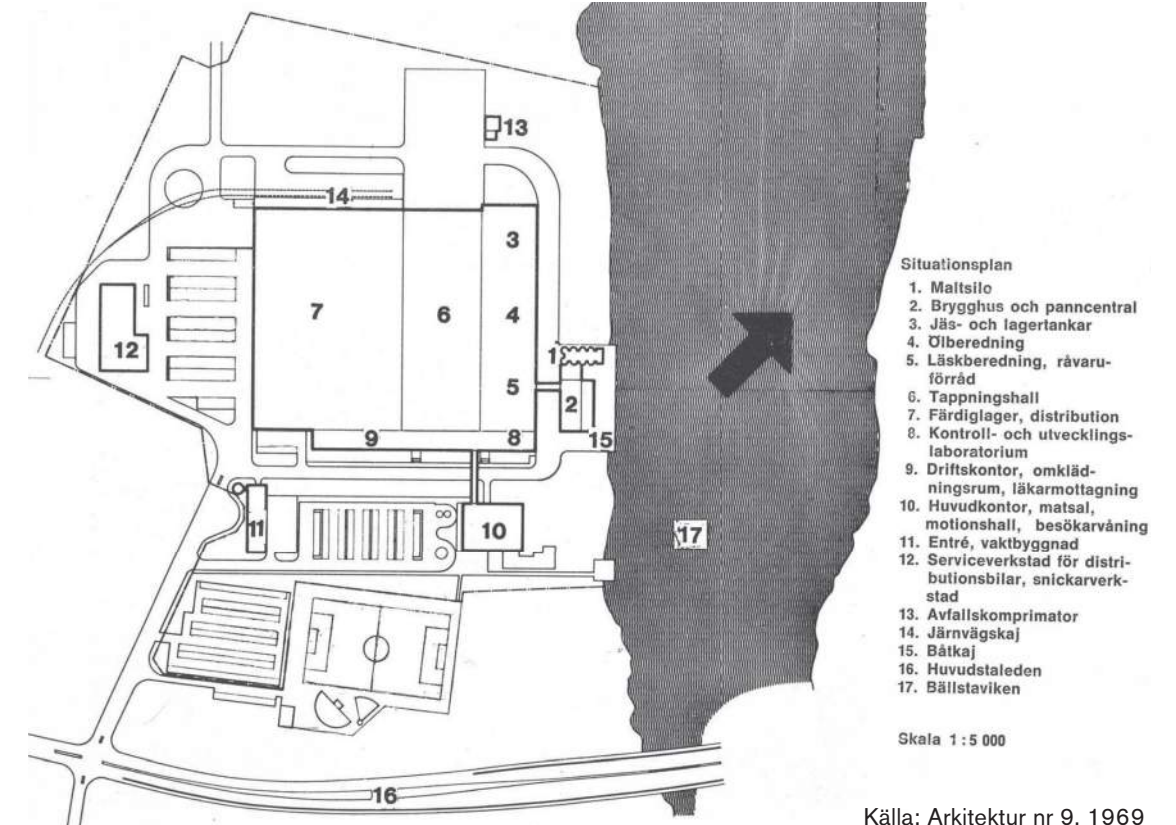 13
14
3
7
6
4
12
1
5
2
9
8
15
11
10
17
16
Situationsplan
1. Maltsilo
2. Brygghus och panncentral
3. Jäs- och lagertankar
4. Ölberedning
5. Läskberedning, råvaru-
förråd
6. Tappningshall
7. Färdiglager, distribution
8. Kontroll- och utvecklings-
laboratorium
9. Driftskontor, omkläd-
ningsrum, läkarmottagning
10. Huvudkontor, matsal,
motionshall, besökarvåning
11. Entré, vaktbyggnad
12. Serviceverkstad för distri-
butionsbilar, snickarverk-
stad
13. Avfallskomprimator
14. Järnvägskaj
15. Båtkaj
16. Huvudstaleden
17. Bällstaviken
Skala 1:5 000
Källa: Arkitektur nr 9, 1969